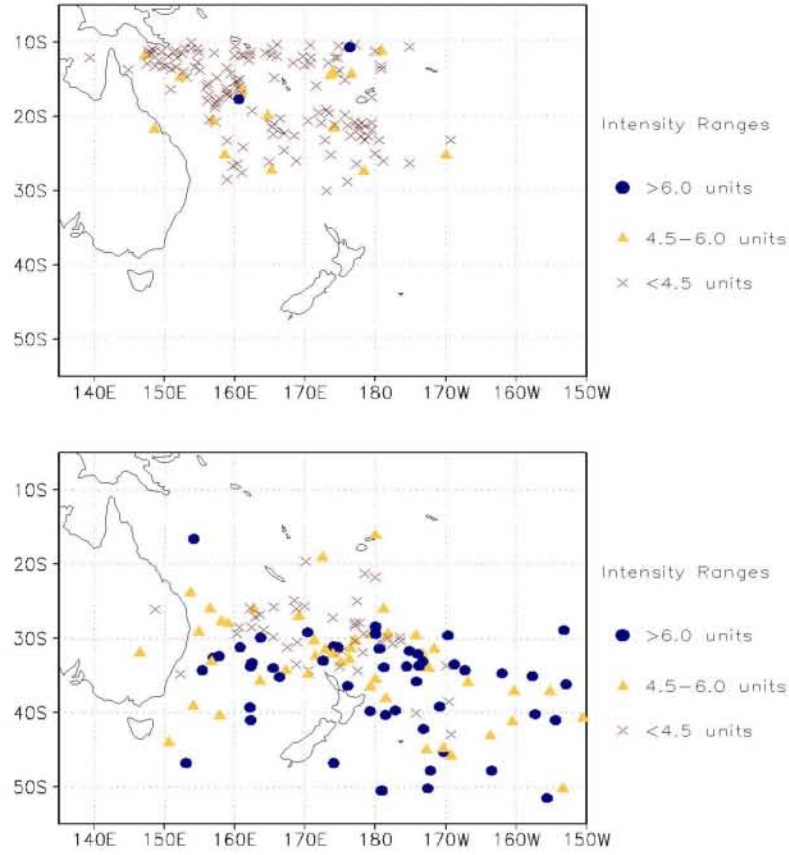 10S
20S
30S
40S
50S
140E 150E 160E 170E 180 170W 160W 150W
Intensity Ranges
>6.0 units
4.5-6.0 units
<4.5 units
10S
20S
30S
40S
50S
140E 150E 160E 170E 180 170W 160W 150W
Intensity Ranges
>6.0 units
4.5-6.0 units
<4.5 units